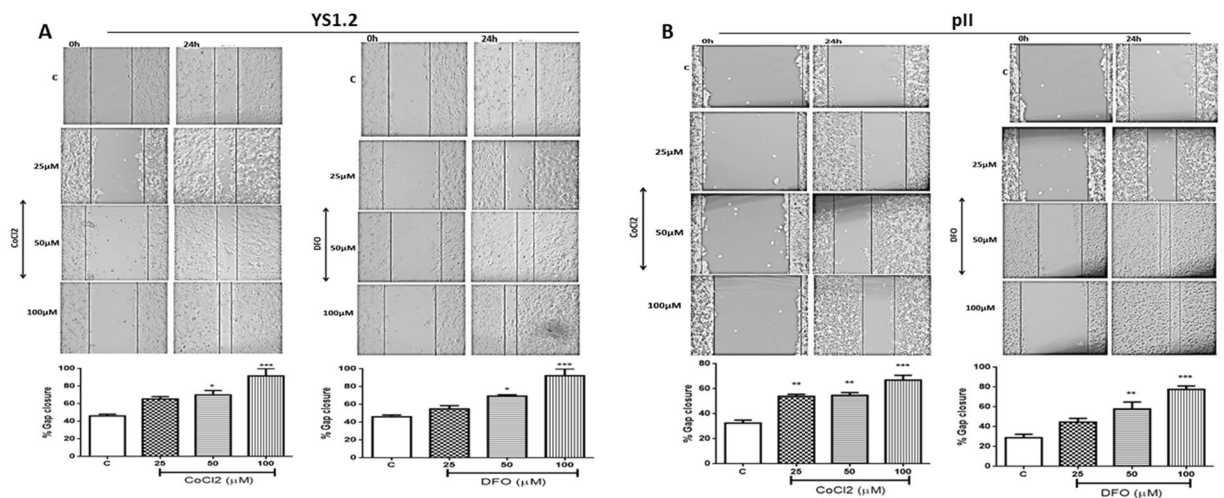 A
YS1.2
0h
24h
C
25μM
50μM
100μM
CoCl2
0h
24h
C
25μM
50μM
100μM
DFO
% Gap closure
100
80
60
40
20
0
*
***
C
25
50
100
CoCl2 (μM)
% Gap closure
100
80
60
40
20
0
*
***
C
25
50
100
DFO (μM)
B
pII
0h
24h
C
25μM
50μM
100μM
CoCl2
0h
24h
C
25μM
50μM
100μM
DFO
% Gap closure
80
60
40
20
0
**
**
***
C
25
50
100
CoCl2 (μM)
% Gap closure
100
80
60
40
20
0
**
***
C
25
50
100
DFO (μM)